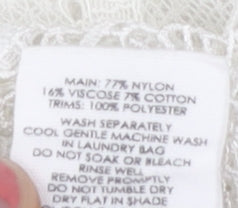 MAIN: 77% NYLON
16% VISCOSE 7% COTTON
TRIMS: 100% POLYESTER
WASH SEPARATELY
COOL GENTLE MACHINE WASH
IN LAUNDRY BAG
DO NOT SOAK OR BLEACH
RINSE WELL
REMOVE PROMPTLY
DO NOT TUMBLE DRY
DRY FLAT IN SHADE